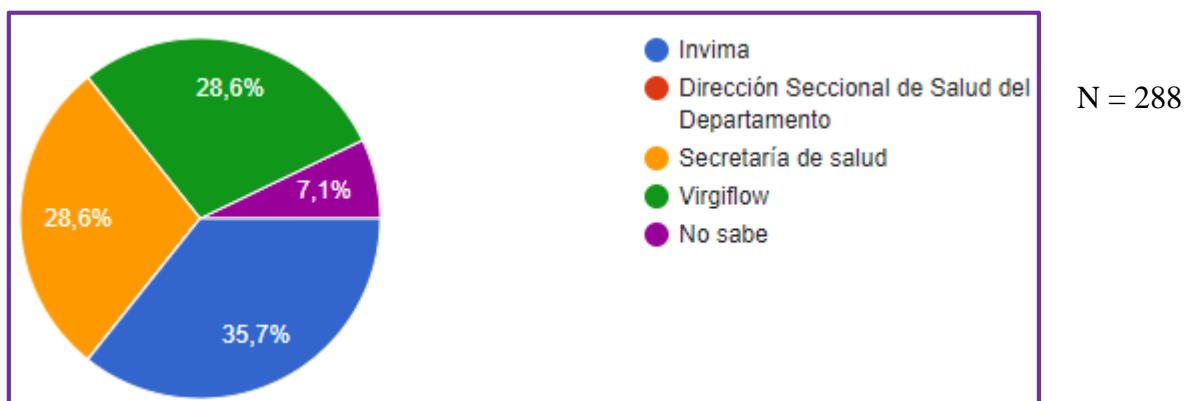 28,6%
7,1%
28,6%
35,7%
Invima
Dirección Seccional de Salud del
Departamento
Secretaría de salud
Virgiflow
No sabe
N = 288